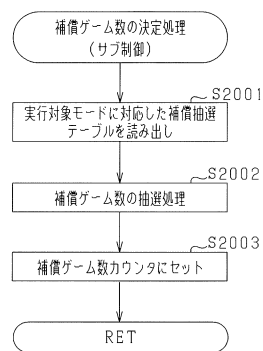 補償ゲーム数の決定処理
(サブ制御)
S2001
実行対象モードに対応した補償抽選
テーブルを読み出し
S2002
補償ゲーム数の抽選処理
S2003
補償ゲーム数カウンタにセット
RET